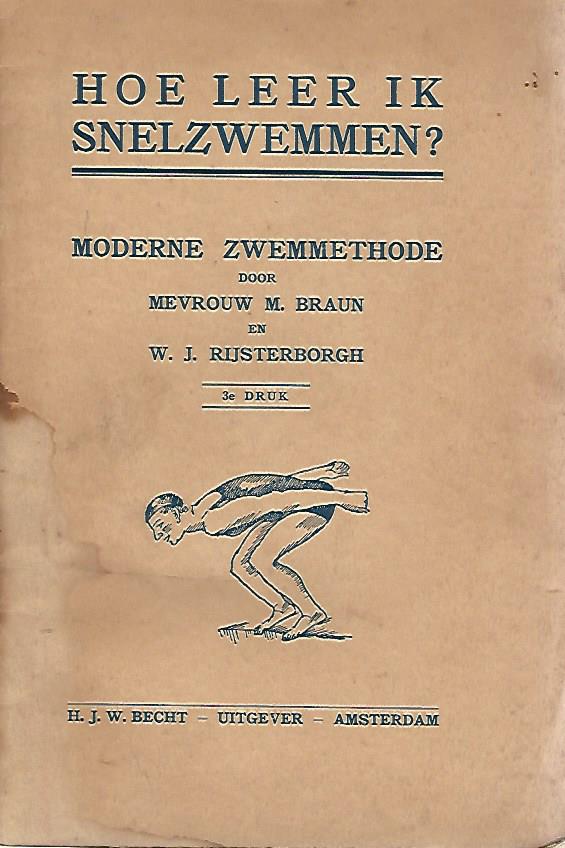 HOE LEER IK
SNELZWEMMEN?
MODERNE ZWEMMETHODE
DOOR
MEVROUW M. BRAUN
EN
W. J. RIJSTERBORGH
3e DRUK
H. J. W. BECHT – UITGEVER – AMSTERDAM